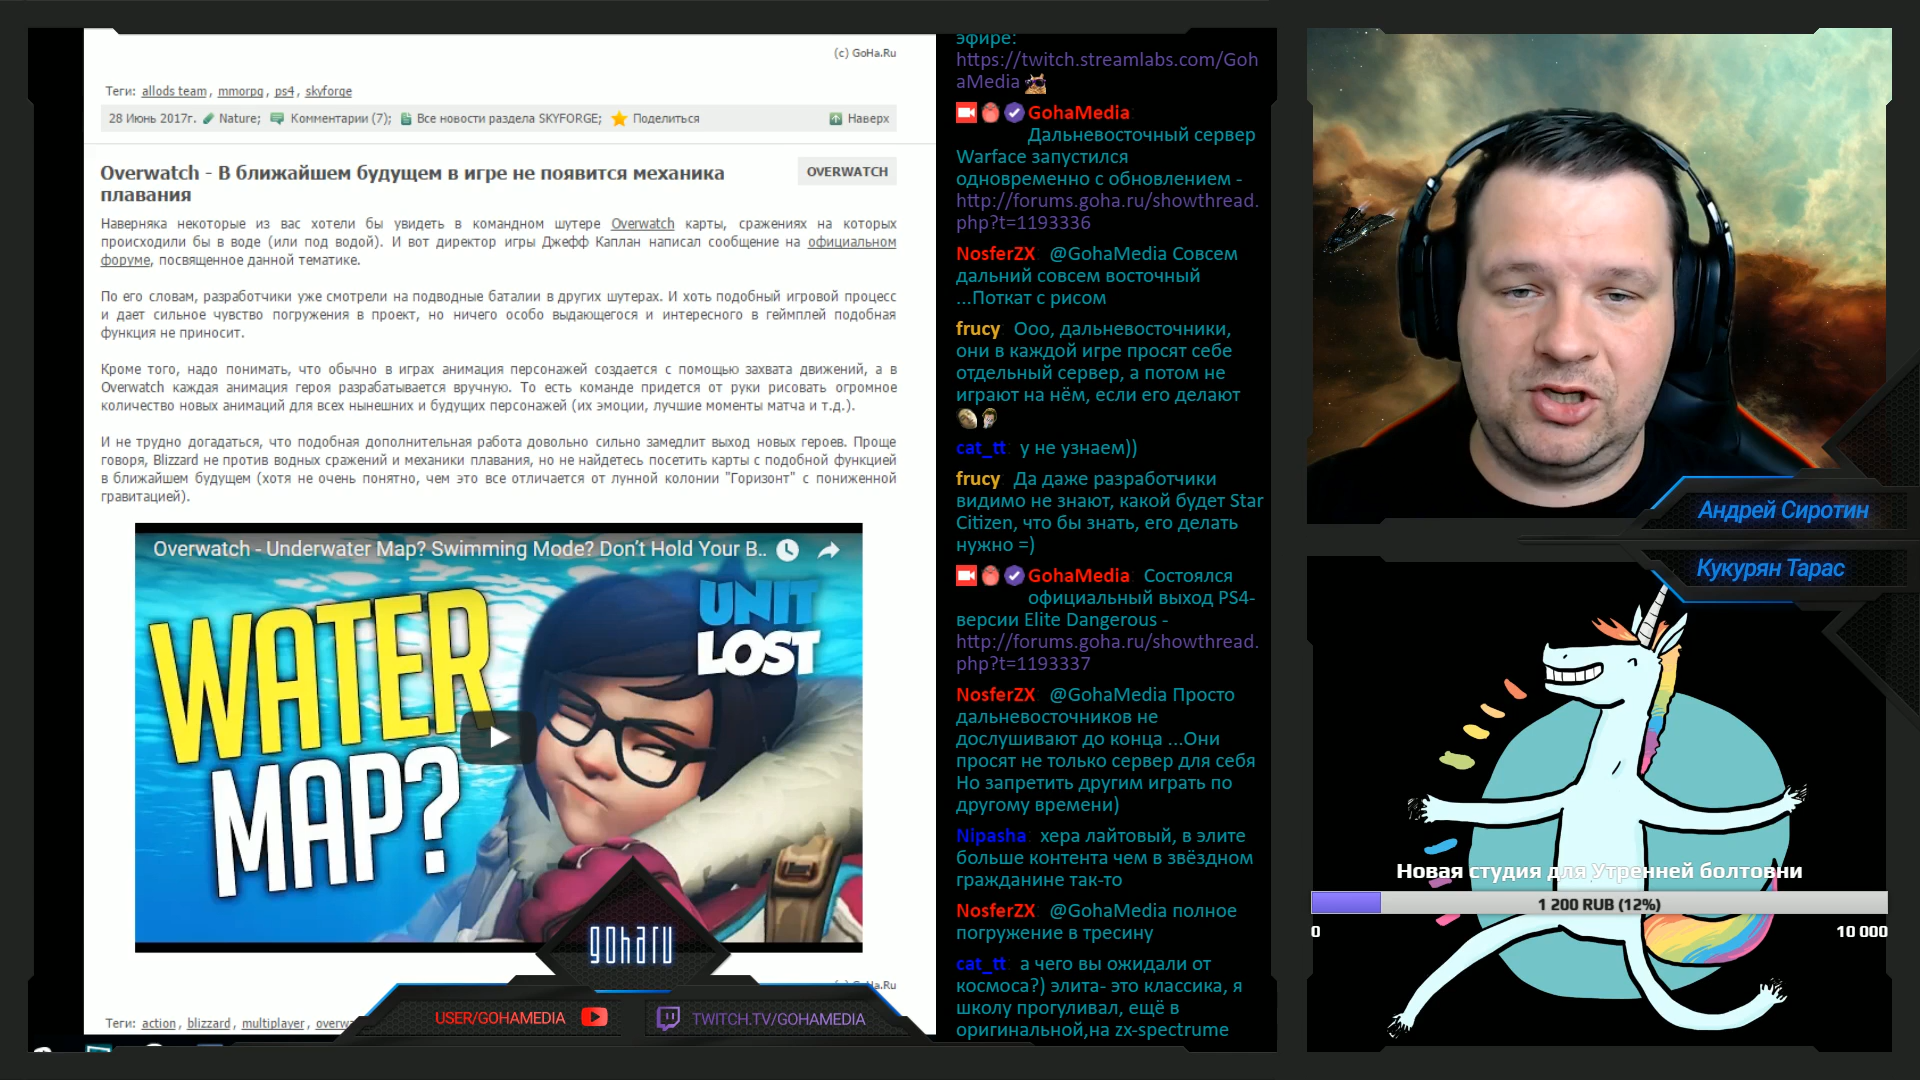 (c) GoHa.Ru
Теги: allods team, mmorpg, ps4, skyforge
28 Июнь 2017г. Nature; Комментарии (7); Все новости раздела SKYFORGE; Поделиться Наверх
Overwatch - В ближайшем будущем в игре не появится механика
плавания
OVERWATCH
Наверняка некоторые из вас хотели бы увидеть в командном шутере Overwatch карты, сражениях на которых
происходили бы в воде (или под водой). И вот директор игры Джефф Каплан написал сообщение на официальном
форуме, посвященное данной тематике.
По его словам, разработчики уже смотрели на подводные баталии в других шутерах. И хоть подобный игровой процесс
и дает сильное чувство погружения в проект, но ничего особо выдающегося и интересного в геймплей подобная
функция не приносит.
Кроме того, надо понимать, что обычно в играх анимация персонажей создается с помощью захвата движений, а в
Overwatch каждая анимация героя разрабатывается вручную. То есть команде придется от руки рисовать огромное
количество новых анимаций для всех нынешних и будущих персонажей (их эмоции, лучшие моменты матча и т.д.).
И не трудно догадаться, что подобная дополнительная работа довольно сильно замедлит выход новых героев. Проще
говоря, Blizzard не против водных сражений и механики плавания, но не найдетесь посетить карты с подобной функцией
в ближайшем будущем (хотя не очень понятно, чем это все отличается от лунной колонии "Горизонт" с пониженной
гравитацией).
Overwatch - Underwater Map? Swimming Mode? Don't Hold Your B..
UNIT
LOST
WATER
MAP?
goharu
Ha.Ru
Теги: action, blizzard, multiplayer, overw
USER/GOHAMEDIA
TWITCH.TV/GOHAMEDIA
эфире:
https://twitch.streamlabs.com/Goh
aMedia
GohaMedia
Дальневосточный сервер
Warface запустился
одновременно с обновлением -
http://forums.goha.ru/showthread.
php?t=1193336
NosferZX: @GohaMedia Совсем
дальний совсем восточный
...Поткат с рисом
frucy: Ооо, дальневосточники,
они в каждой игре просят себе
отдельный сервер, а потом не
играют на нём, если его делают
cat_tt: у не узнаем))
frucy: Да даже разработчики
видимо не знают, какой будет Star
Citizen, что бы знать, его делать
нужно =)
GohaMedia: Состоялся
официальный выход PS4-
версии Elite Dangerous -
http://forums.goha.ru/showthread.
php?t=1193337
NosferZX: @GohaMedia Просто
дальневосточников не
дослушивают до конца ...Они
просят не только сервер для себя
Но запретить другим играть по
другому времени)
Nipasha: хера лайтовый, в элите
больше контента чем в звёздном
гражданине так-то
NosferZX: @GohaMedia полное
погружение в тресину
cat_tt: а чего вы ожидали от
космоса?) элита- это классика, я
школу прогуливал, ещё в
оригинальной,на zx-spectrume
Андрей Сиротин
Кукурян Тарас
Новая студия для Утренней болтовни
1 200 RUB (12%)
0
10 000